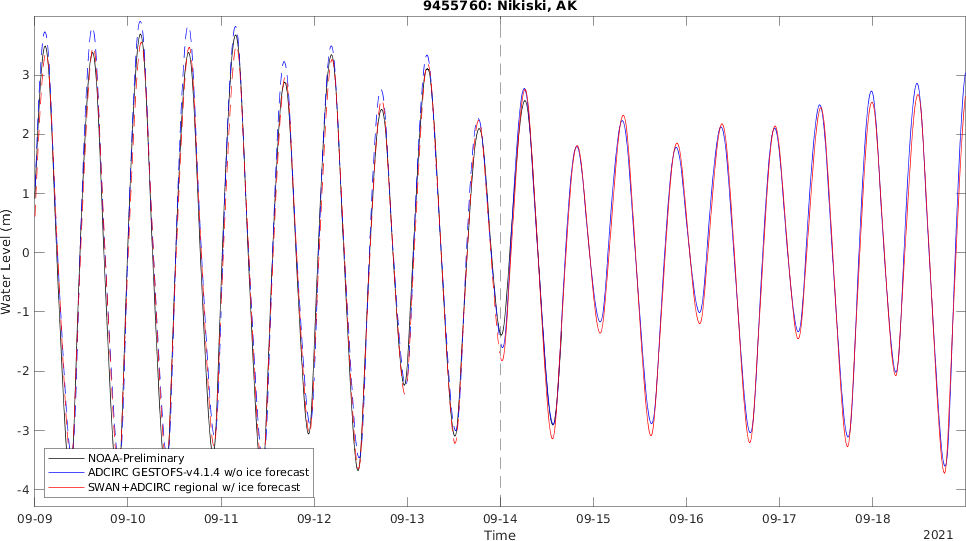 9455760: Nikiski, AK
Water Level (m)
3
2
1
0
-1
-2
-3
-4
NOAA-Preliminary
ADCIRC GESTOFS-v4.1.4 w/o ice forecast
SWAN+ADCIRC regional w/ ice forecast
09-09 09-10 09-11 09-12 09-13 09-14 09-15 09-16 09-17 09-18
Time
2021